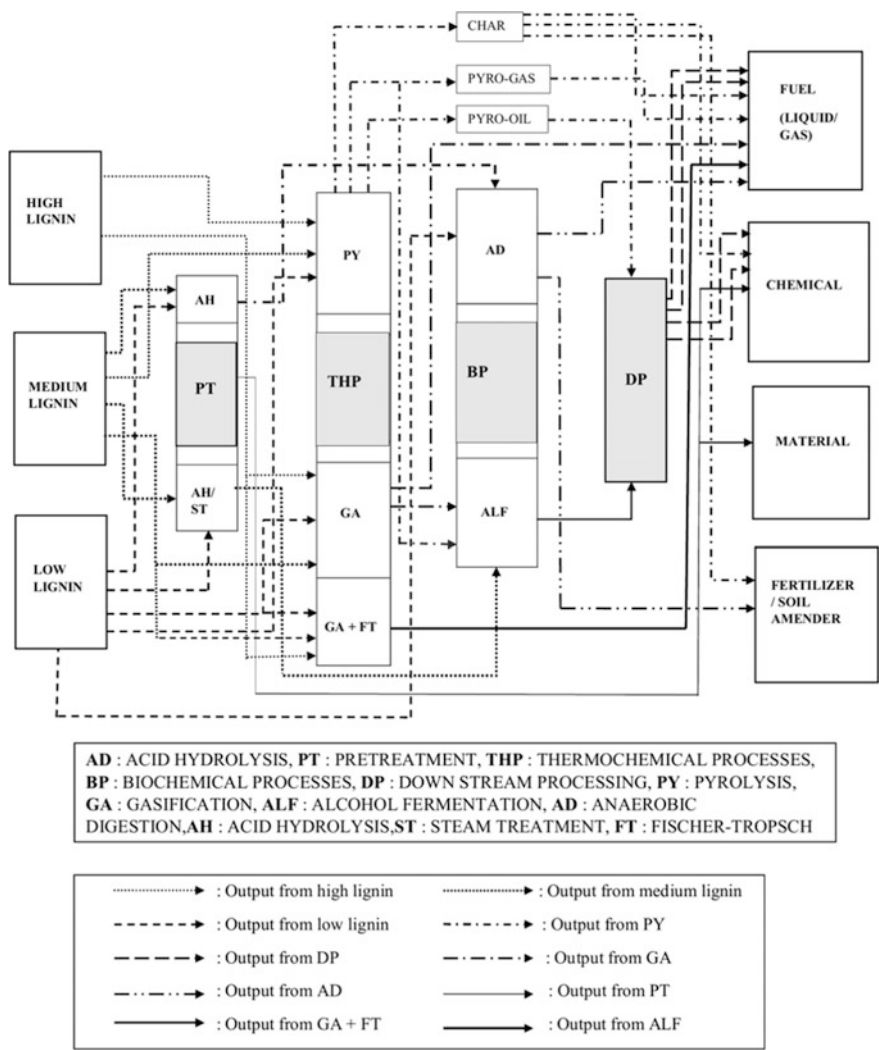 CHAR
PYRO-GAS
PYRO-OIL
FUEL
(LIQUID/
GAS)
HIGH
LIGNIN
PY
AD
AH
CHEMICAL
MEDIUM
LIGNIN
PT
THP
BP
DP
MATERIAL
AH/
ST
GA
ALF
LOW
LIGNIN
FERTILIZER
/ SOIL
AMENDER
GA + FT
AD : ACID HYDROLYSIS, PT : PRETREATMENT, THP : THERMOCHEMICAL PROCESSES,
BP : BIOCHEMICAL PROCESSES, DP : DOWN STREAM PROCESSING, PY : PYROLYSIS,
GA : GASIFICATION, ALF : ALCOHOL FERMENTATION, AD : ANAEROBIC
DIGESTION,AH : ACID HYDROLYSIS,ST : STEAM TREATMENT, FT : FISCHER-TROPSCH
: Output from high lignin
: Output from medium lignin
: Output from low lignin
: Output from PY
: Output from DP
: Output from GA
: Output from AD
: Output from PT
: Output from GA + FT
: Output from ALF